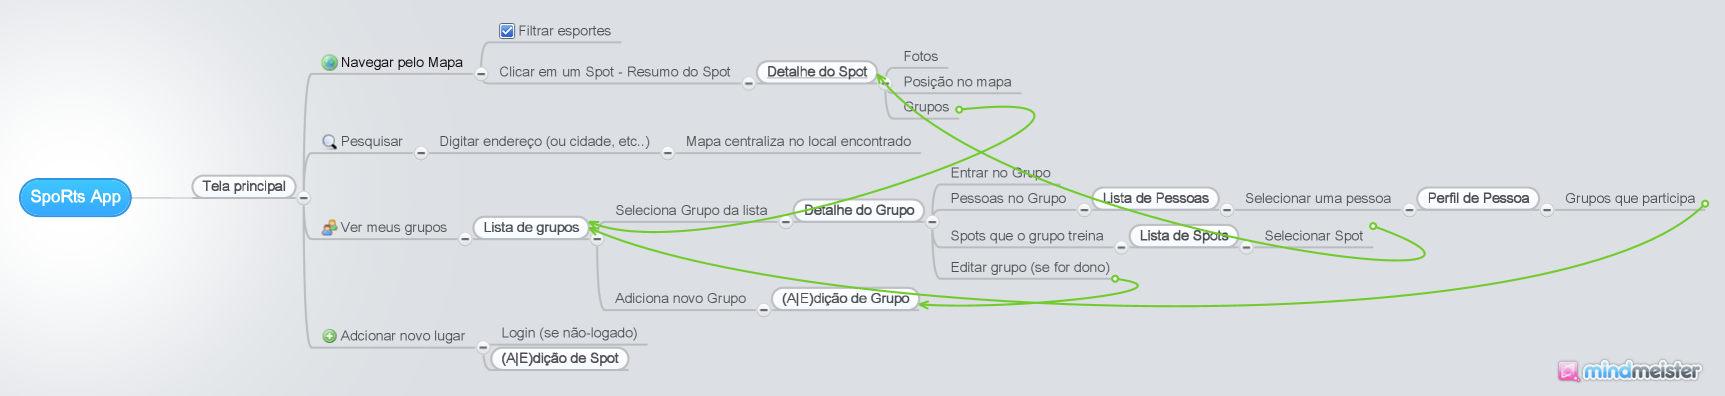 SpoRts App
Tela principal
Navegar pelo Mapa
Filtrar esportes
Clicar em um Spot - Resumo do Spot
Detalhe do Spot
Fotos
Posição no mapa
Grupos
Pesquisar
Digitar endereço (ou cidade, etc..)
Mapa centraliza no local encontrado
Ver meus grupos
Lista de grupos
Seleciona Grupo da lista
Detalhe do Grupo
Entrar no Grupo
Pessoas no Grupo
Lista de Pessoas
Selecionar uma pessoa
Perfil de Pessoa
Grupos que participa
Spots que o grupo treina
Lista de Spots
Selecionar Spot
Editar grupo (se for dono)
Adiciona novo Grupo
(A|E)dição de Grupo
Adcionar novo lugar
Login (se não-logado)
(A|E)dição de Spot
mindmeister